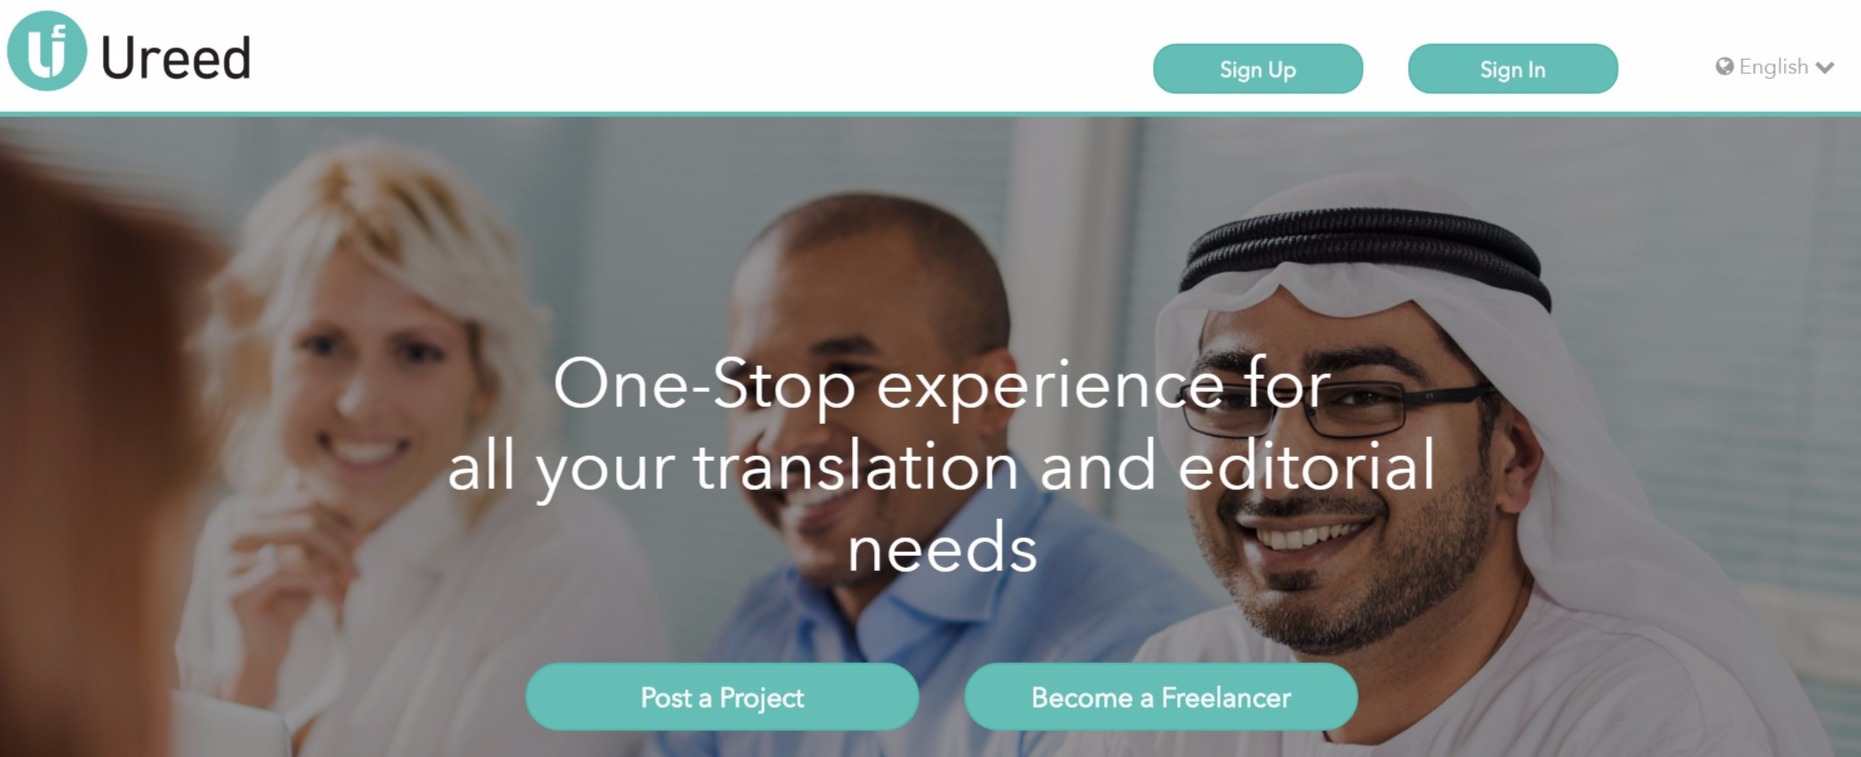 Ureed
Sign Up
Sign In
English
One-Stop experience for
all your translation and editorial
needs
Post a Project
Become a Freelancer